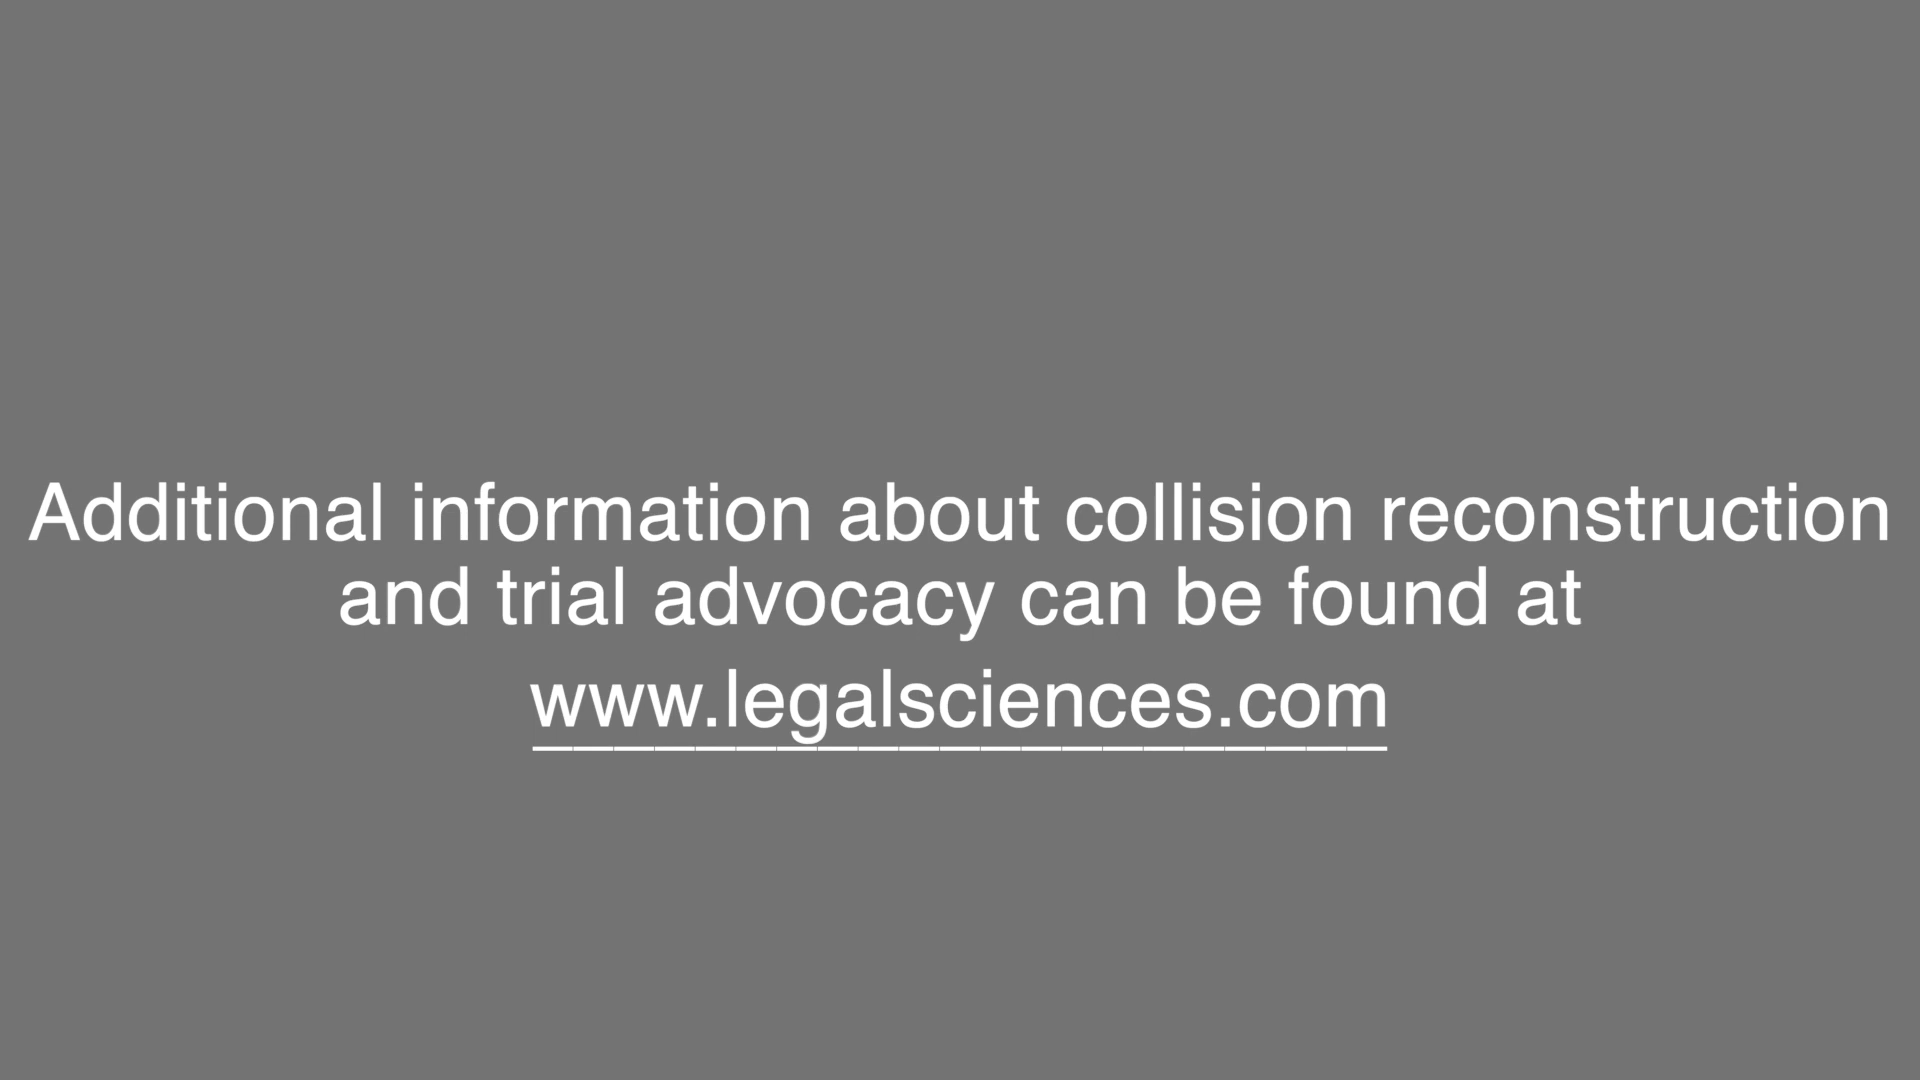 Additional information about collision reconstruction
and trial advocacy can be found at
www.legalsciences.com